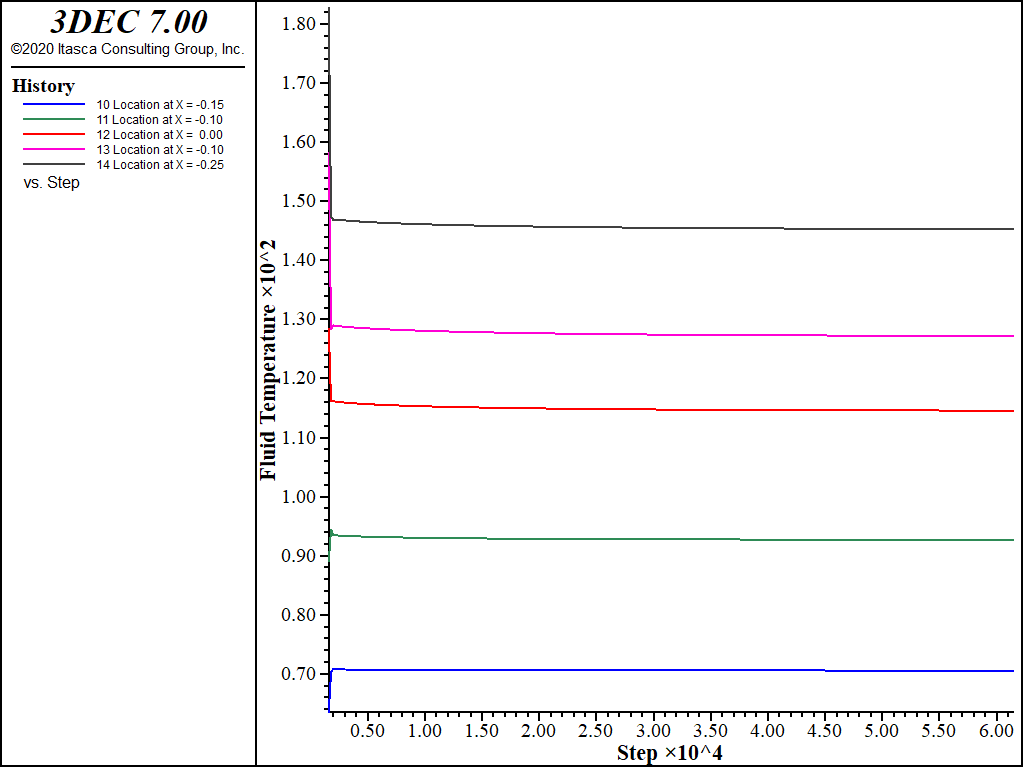 3DEC 7.00
©2020 Itasca Consulting Group, Inc.
History
10 Location at X = -0.15
11 Location at X = -0.10
12 Location at X = 0.00
13 Location at X = -0.10
14 Location at X = -0.25
vs. Step
Fluid Temperature ×10^2
1.80
1.70
1.60
1.50
1.40
1.30
1.20
1.10
1.00
0.90
0.80
0.70
0.50 1.00 1.50 2.00 2.50 3.00 3.50 4.00 4.50 5.00 5.50 6.00
Step ×10^4